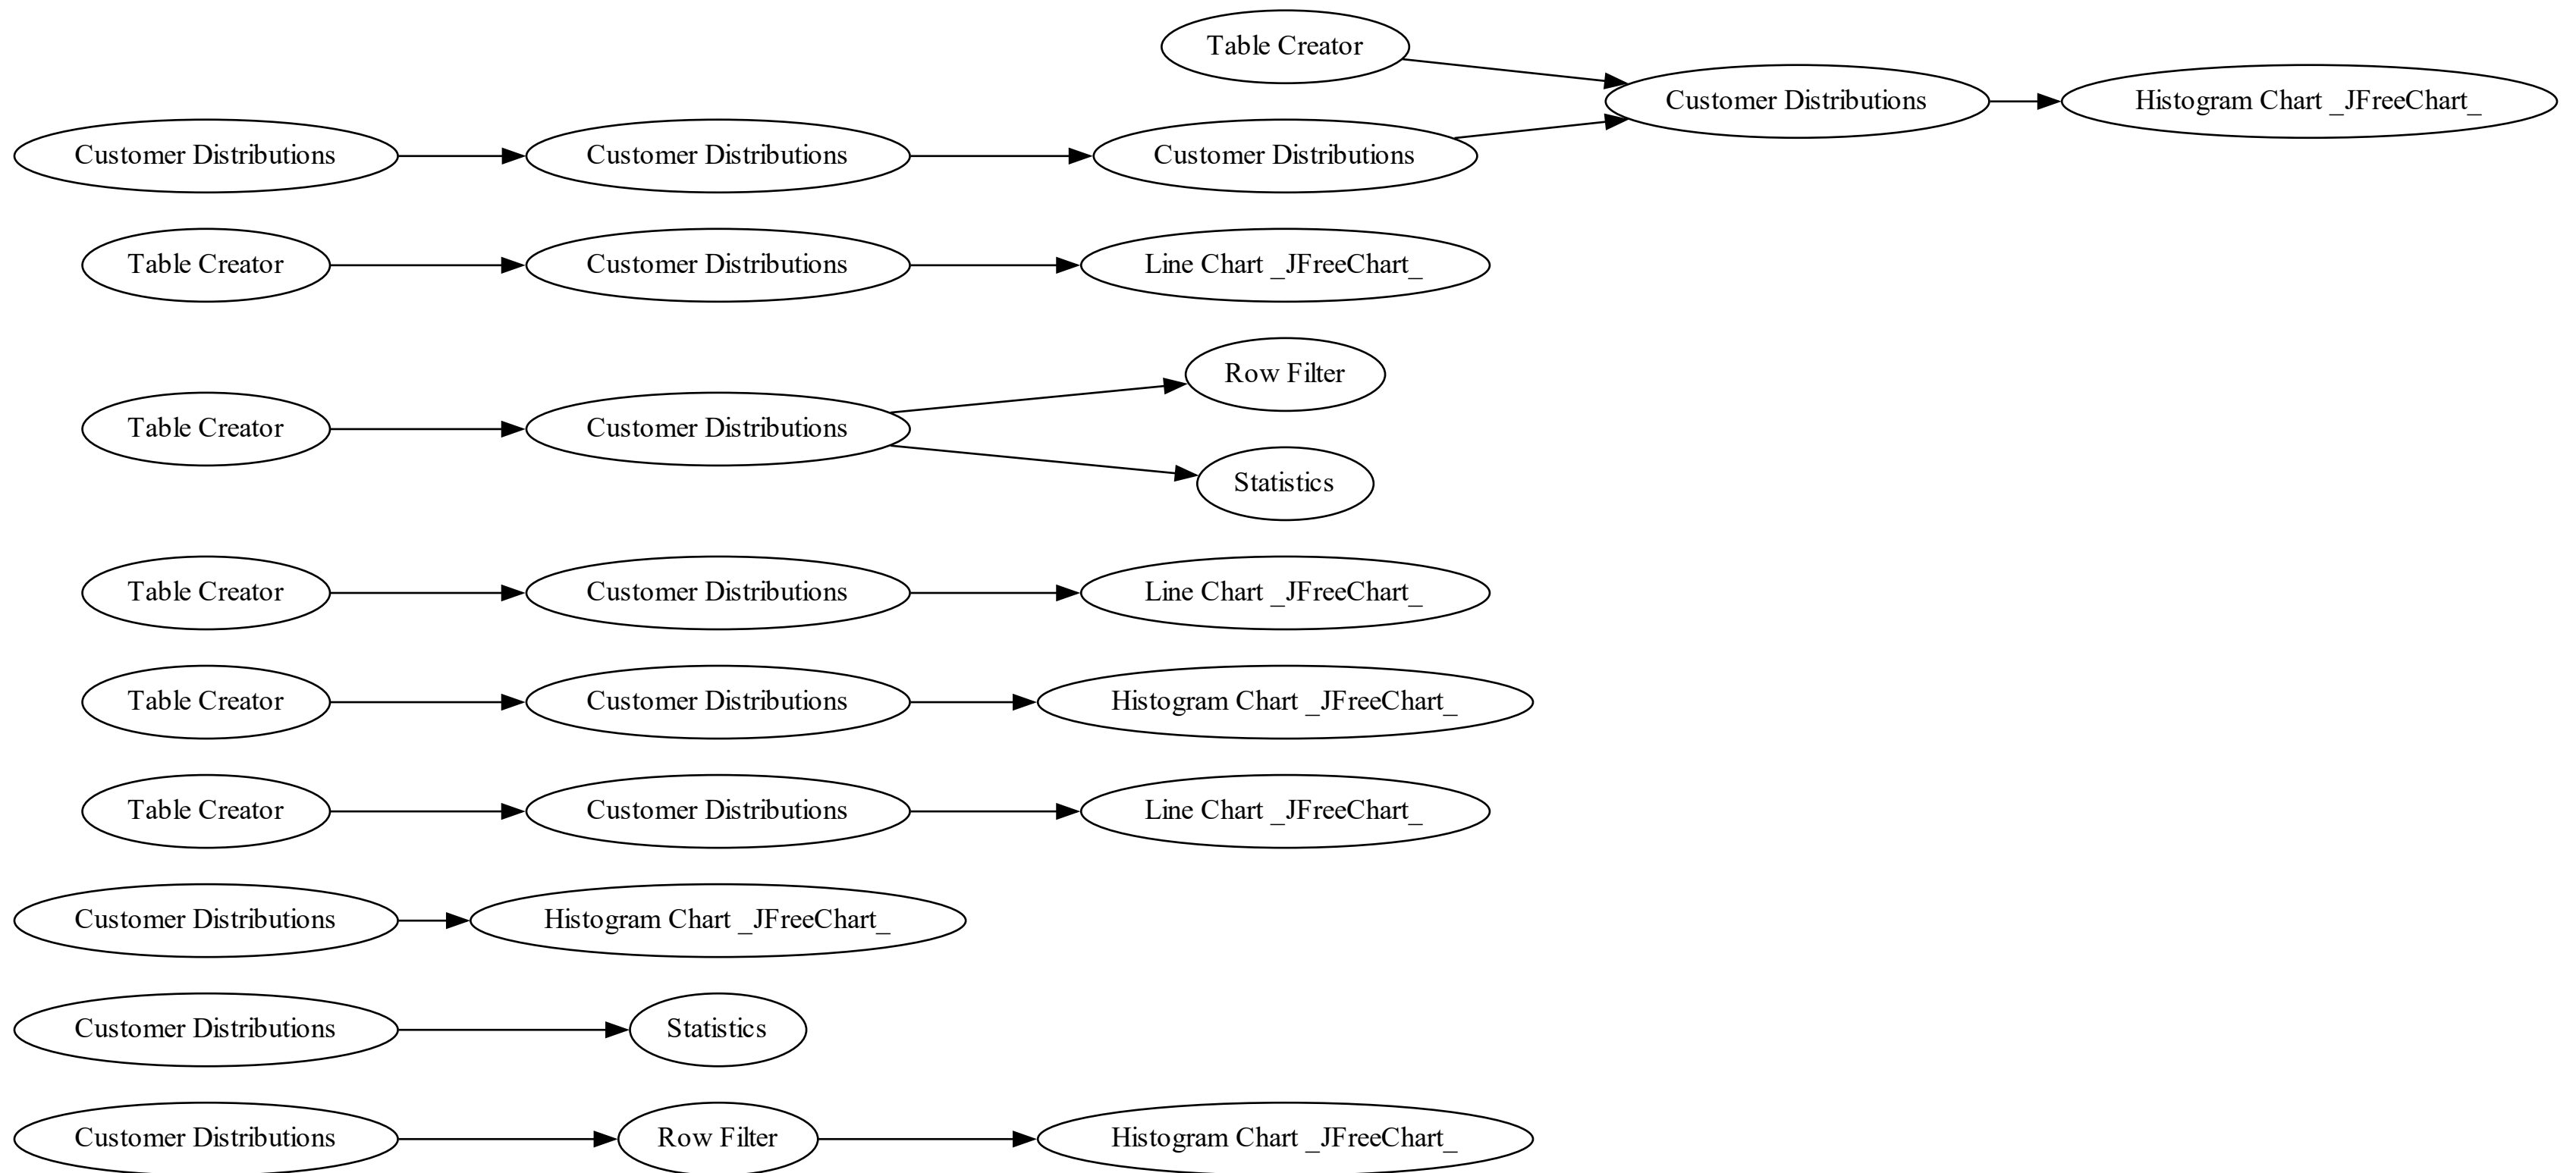 Table Creator
Customer Distributions
Histogram Chart _JFreeChart_
Customer Distributions
Customer Distributions
Customer Distributions
Table Creator
Customer Distributions
Line Chart _JFreeChart_
Row Filter
Table Creator
Customer Distributions
Statistics
Table Creator
Customer Distributions
Line Chart _JFreeChart_
Table Creator
Customer Distributions
Histogram Chart _JFreeChart_
Table Creator
Customer Distributions
Line Chart _JFreeChart_
Customer Distributions
Histogram Chart _JFreeChart_
Customer Distributions
Statistics
Customer Distributions
Row Filter
Histogram Chart _JFreeChart_